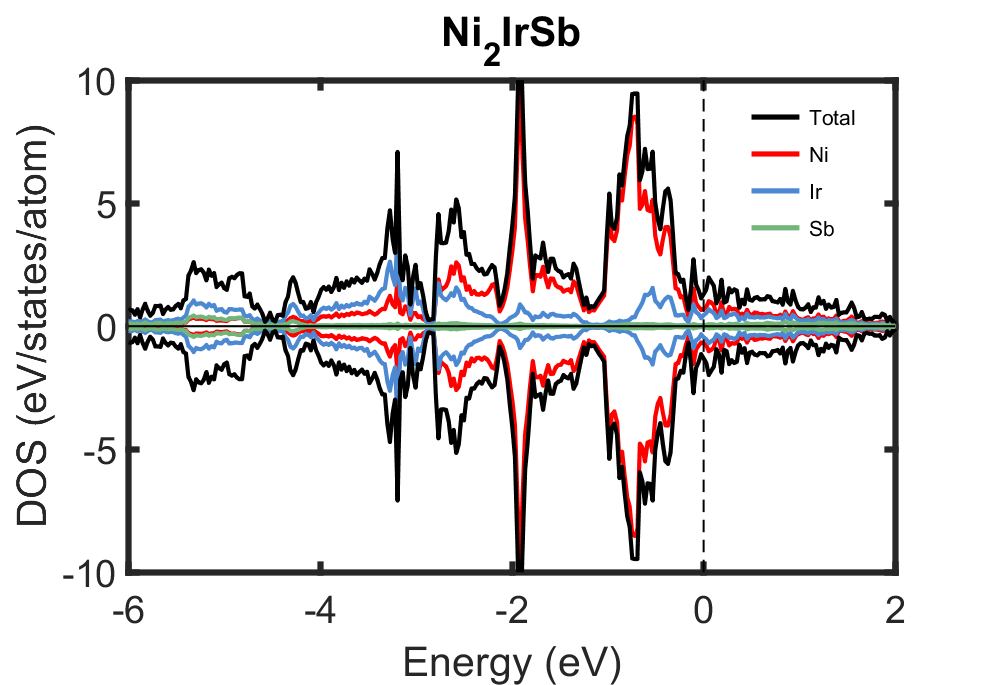 Ni2IrSb
10
5
0
-5
-10
-6
-4
-2
0
2
DOS (eV/states/atom)
Energy (eV)
Total
Ni
Ir
Sb